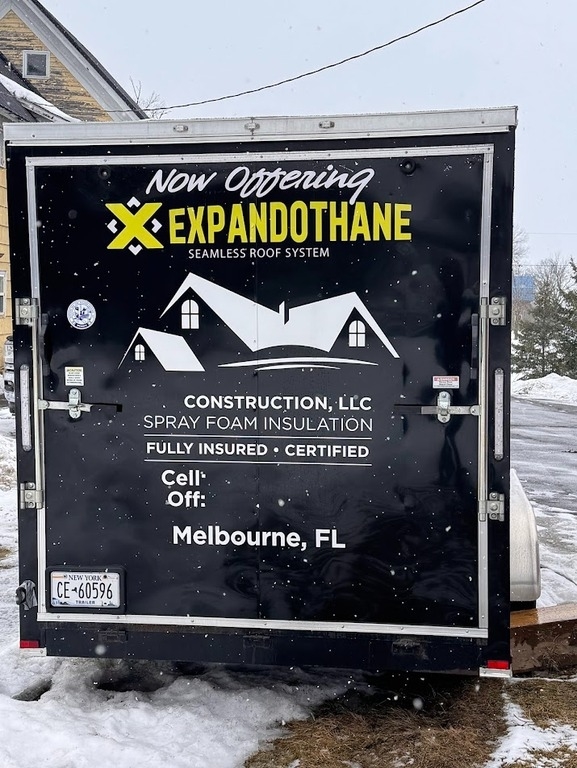 Now Offering
EXPANDOTHANE
SEAMLESS ROOF SYSTEM
CONSTRUCTION, LLC
SPRAY FOAM INSULATION
FULLY INSURED • CERTIFIED
Cell:
Off:
Melbourne, FL
NEW YORK
CE 60596
TRAILER